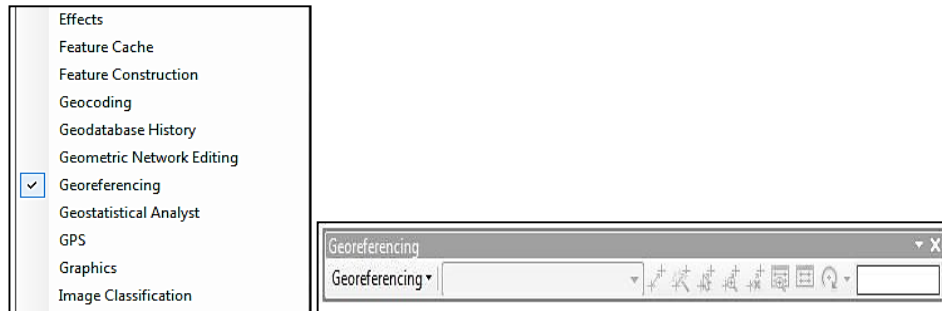 Effects
Feature Cache
Feature Construction
Geocoding
Geodatabase History
Geometric Network Editing
Georeferencing
Geostatistical Analyst
GPS
Graphics
Image Classification
Georeferencing
Georeferencing